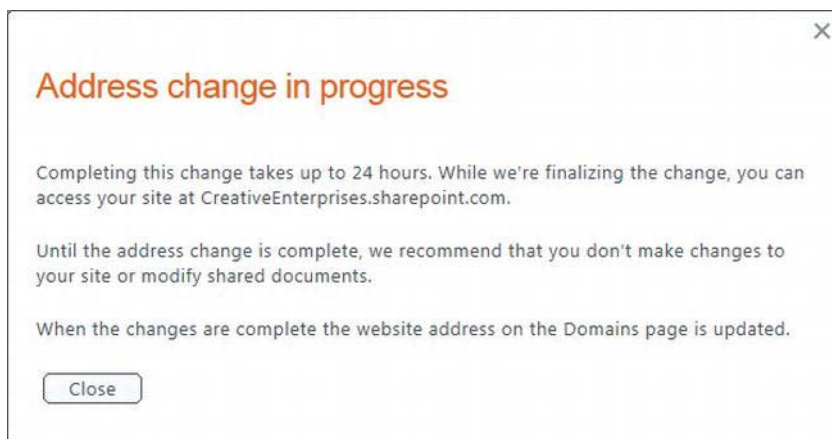 Address change in progress
Completing this change takes up to 24 hours. While we're finalizing the change, you can
access your site at CreativeEnterprises.sharepoint.com.
Until the address change is complete, we recommend that you don't make changes to
your site or modify shared documents.
When the changes are complete the website address on the Domains page is updated.
Close